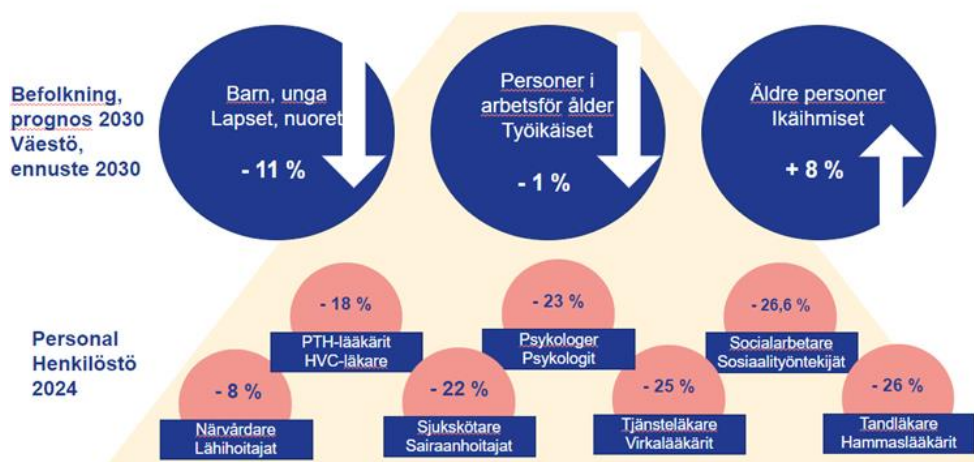 Befolkning,
prognos 2030
Väestö,
ennuste 2030
Barn, unga
Lapset, nuoret
- 11 %
Personer i
arbetsför ålder
Työikäiset
- 1 %
Äldre personer
Ikäihmiset
+ 8 %
Personal
Henkilöstö
2024
- 18 %
PTH-lääkärit
HVC-läkare
- 23 %
Psykologer
Psykologit
- 26,6 %
Socialarbetare
Sosiaalityöntekijät
- 8 %
Närvårdare
Lähihoitajat
- 22 %
Sjukskötare
Sairaanhoitajat
- 25 %
Tjänsteläkare
Virkalääkärit
- 26 %
Tandläkare
Hammaslääkärit